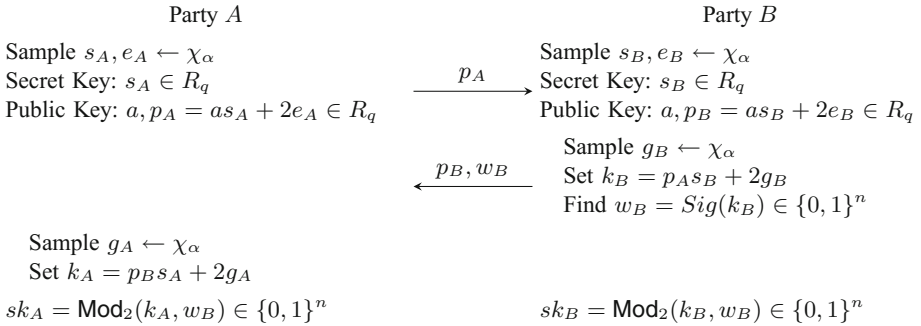 Party A Party B
Sample s_A, e_A ← χ_α Sample s_B, e_B ← χ_α
Secret Key: s_A ∈ R_q p_A Secret Key: s_B ∈ R_q
Public Key: a, p_A = as_A + 2e_A ∈ R_q Public Key: a, p_B = as_B + 2e_B ∈ R_q
Sample g_B ← χ_α
p_B, w_B Set k_B = p_A s_B + 2g_B
Find w_B = Sig(k_B) ∈ {0, 1}^n
Sample g_A ← χ_α
Set k_A = p_B s_A + 2g_A
sk_A = Mod_2(k_A, w_B) ∈ {0, 1}^n sk_B = Mod_2(k_B, w_B) ∈ {0, 1}^n